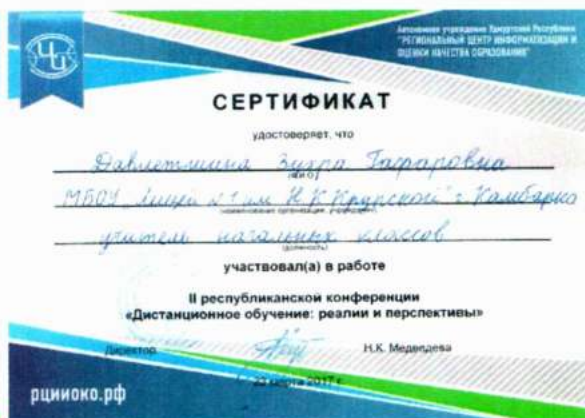 Автономное учреждение Удмуртской Республики
"РЕГИОНАЛЬНЫЙ ЦЕНТР ИНФОРМАТИЗАЦИИ И
ОЦЕНКИ КАЧЕСТВА ОБРАЗОВАНИЯ"
СЕРТИФИКАТ
удостоверяет, что
Давлетшина Зухра Гафаровна
(Ф.И.О.)
МБОУ "Лицей №1 им. Н.К. Крупской" г. Камбарка
(наименование организации, учреждения)
учитель начальных классов
(должность)
участвовал(а) в работе
II республиканской конференции
«Дистанционное обучение: реалии и перспективы»
Директор Н.К. Медведева
22 марта 2017 г.
рцииоко.рф